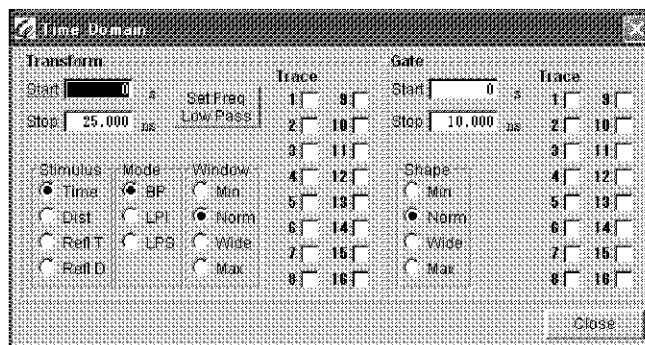 Time Domain
Transform
Start 0 s
Stop 25.000 ns
Set Freq
Low Pass
Stimulus
Time
Dist
Refl T
Refl D
Mode
BP
LPI
LPS
Window
Min
Norm
Wide
Max
Trace
1 9
2 10
3 11
4 12
5 13
6 14
7 15
8 16
Gate
Start 0 s
Stop 10.000 ns
Shape
Min
Norm
Wide
Max
Trace
1 9
2 10
3 11
4 12
5 13
6 14
7 15
8 16
Close